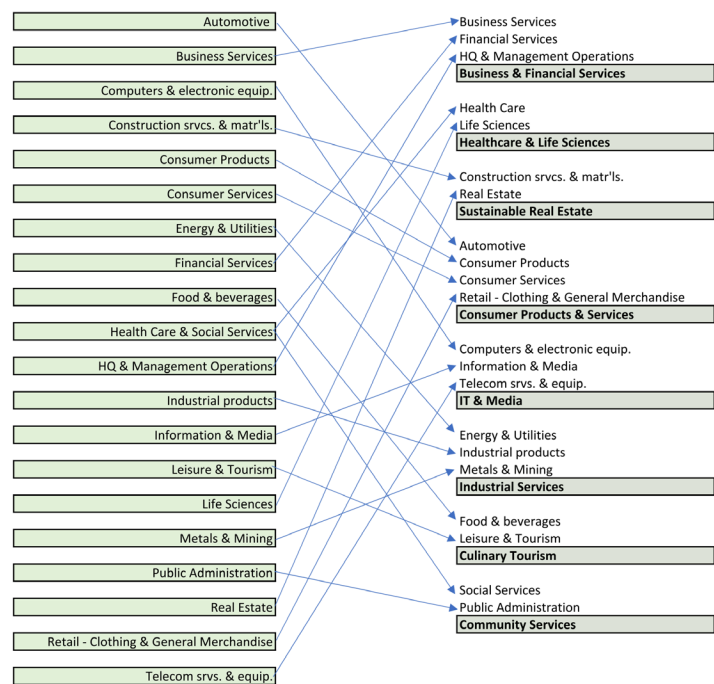 Automotive
Business Services
Computers & electronic equip.
Construction srvcs. & matr'ls.
Consumer Products
Consumer Services
Energy & Utilities
Financial Services
Food & beverages
Health Care & Social Services
HQ & Management Operations
Industrial products
Information & Media
Leisure & Tourism
Life Sciences
Metals & Mining
Public Administration
Real Estate
Retail - Clothing & General Merchandise
Telecom srvs. & equip.
Business Services
Financial Services
HQ & Management Operations
Business & Financial Services
Health Care
Life Sciences
Healthcare & Life Sciences
Construction srvcs. & matr'ls.
Real Estate
Sustainable Real Estate
Automotive
Consumer Products
Consumer Services
Retail - Clothing & General Merchandise
Consumer Products & Services
Computers & electronic equip.
Information & Media
Telecom srvs. & equip.
IT & Media
Energy & Utilities
Industrial products
Metals & Mining
Industrial Services
Food & beverages
Leisure & Tourism
Culinary Tourism
Social Services
Public Administration
Community Services